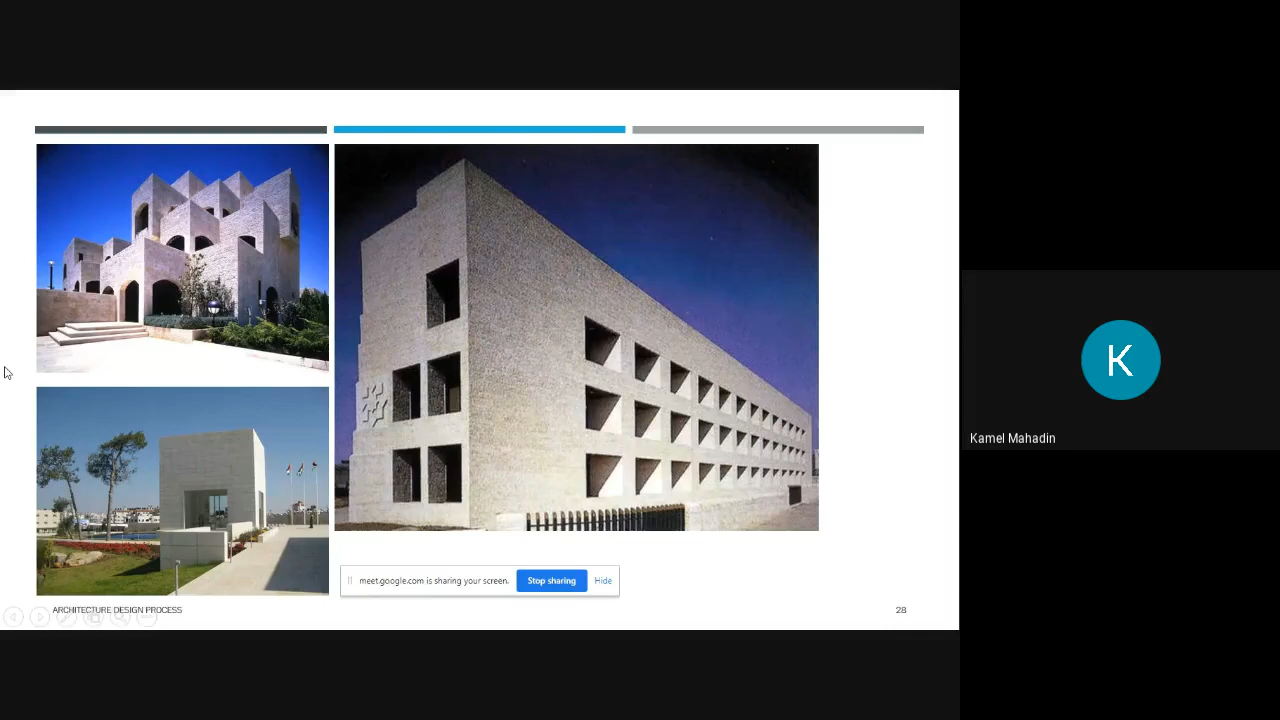 meet.google.com is sharing your screen.
Stop sharing
Hide
ARCHITECTURE DESIGN PROCESS
28
K
Kamel Mahadin